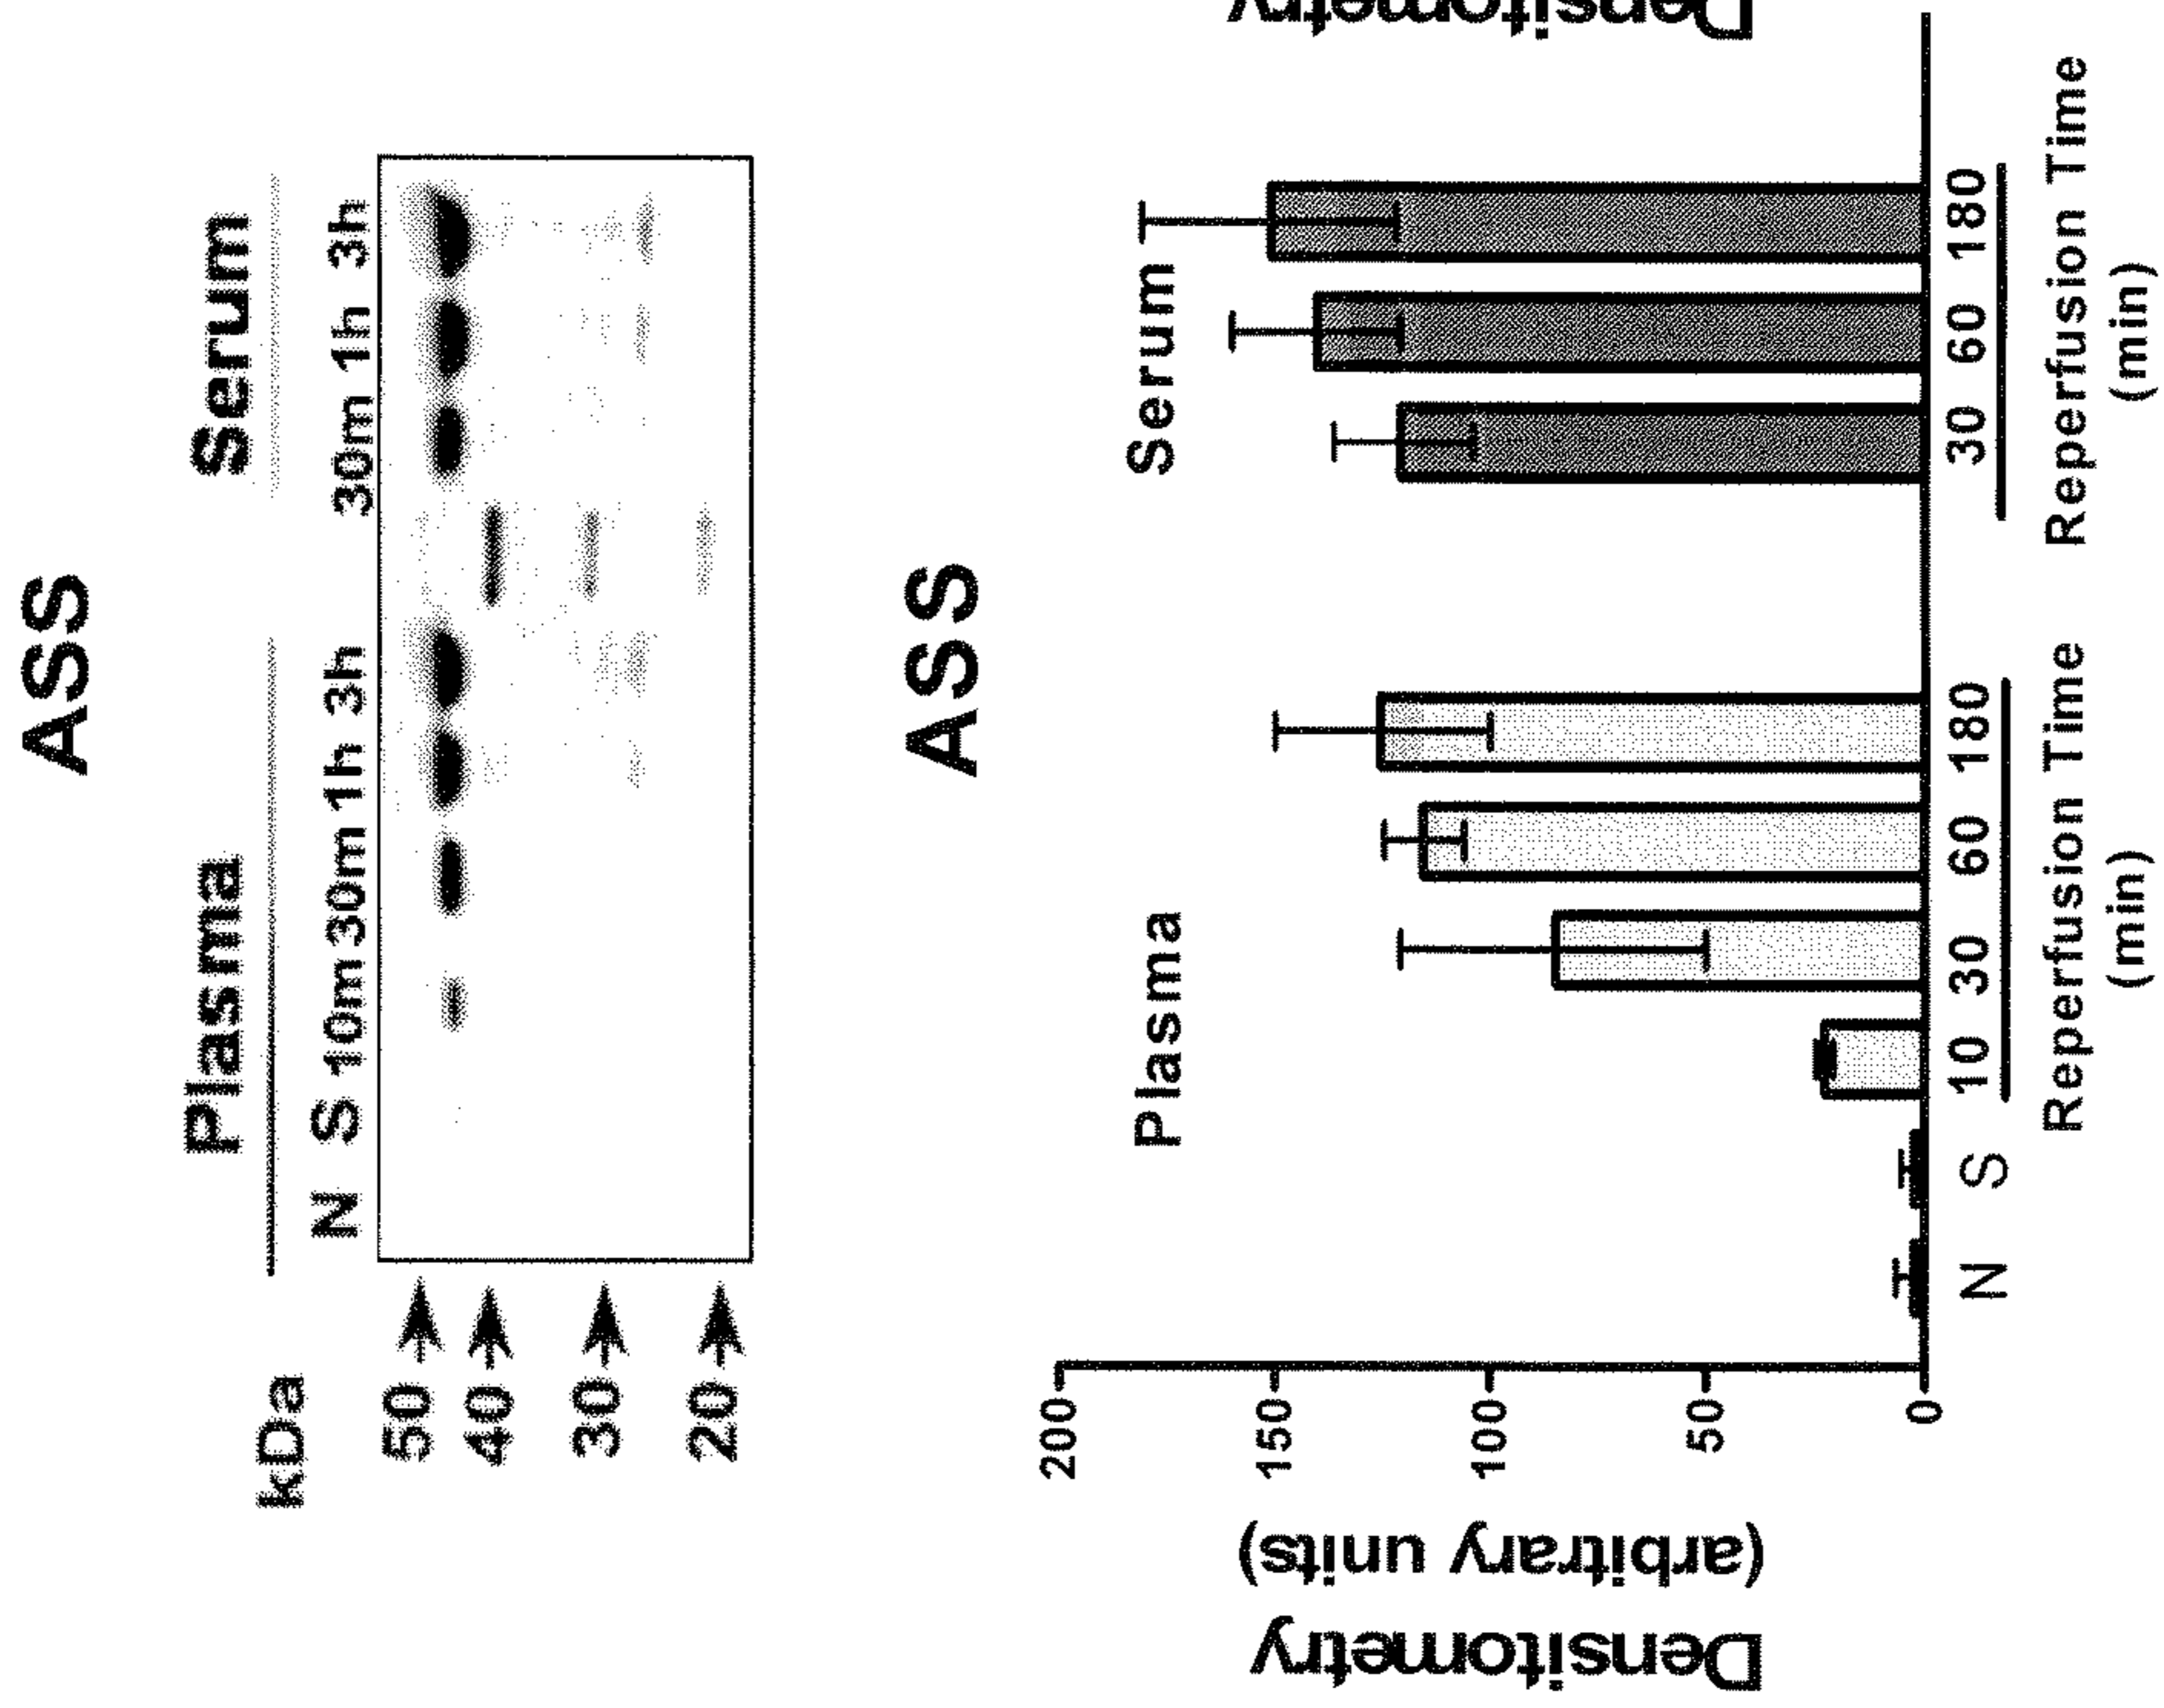 ASS
Plasma Serum
kDa N S 10m 30m 1h 3h 30m 1h 3h
50
40
30
20
ASS
Densitometry
(arbitrary units)
200
150
100
50
0
Plasma
Serum
N S 10 30 60 180 30 60 180
Reperfusion Time
(min)
Reperfusion Time
(min)
Densitometry